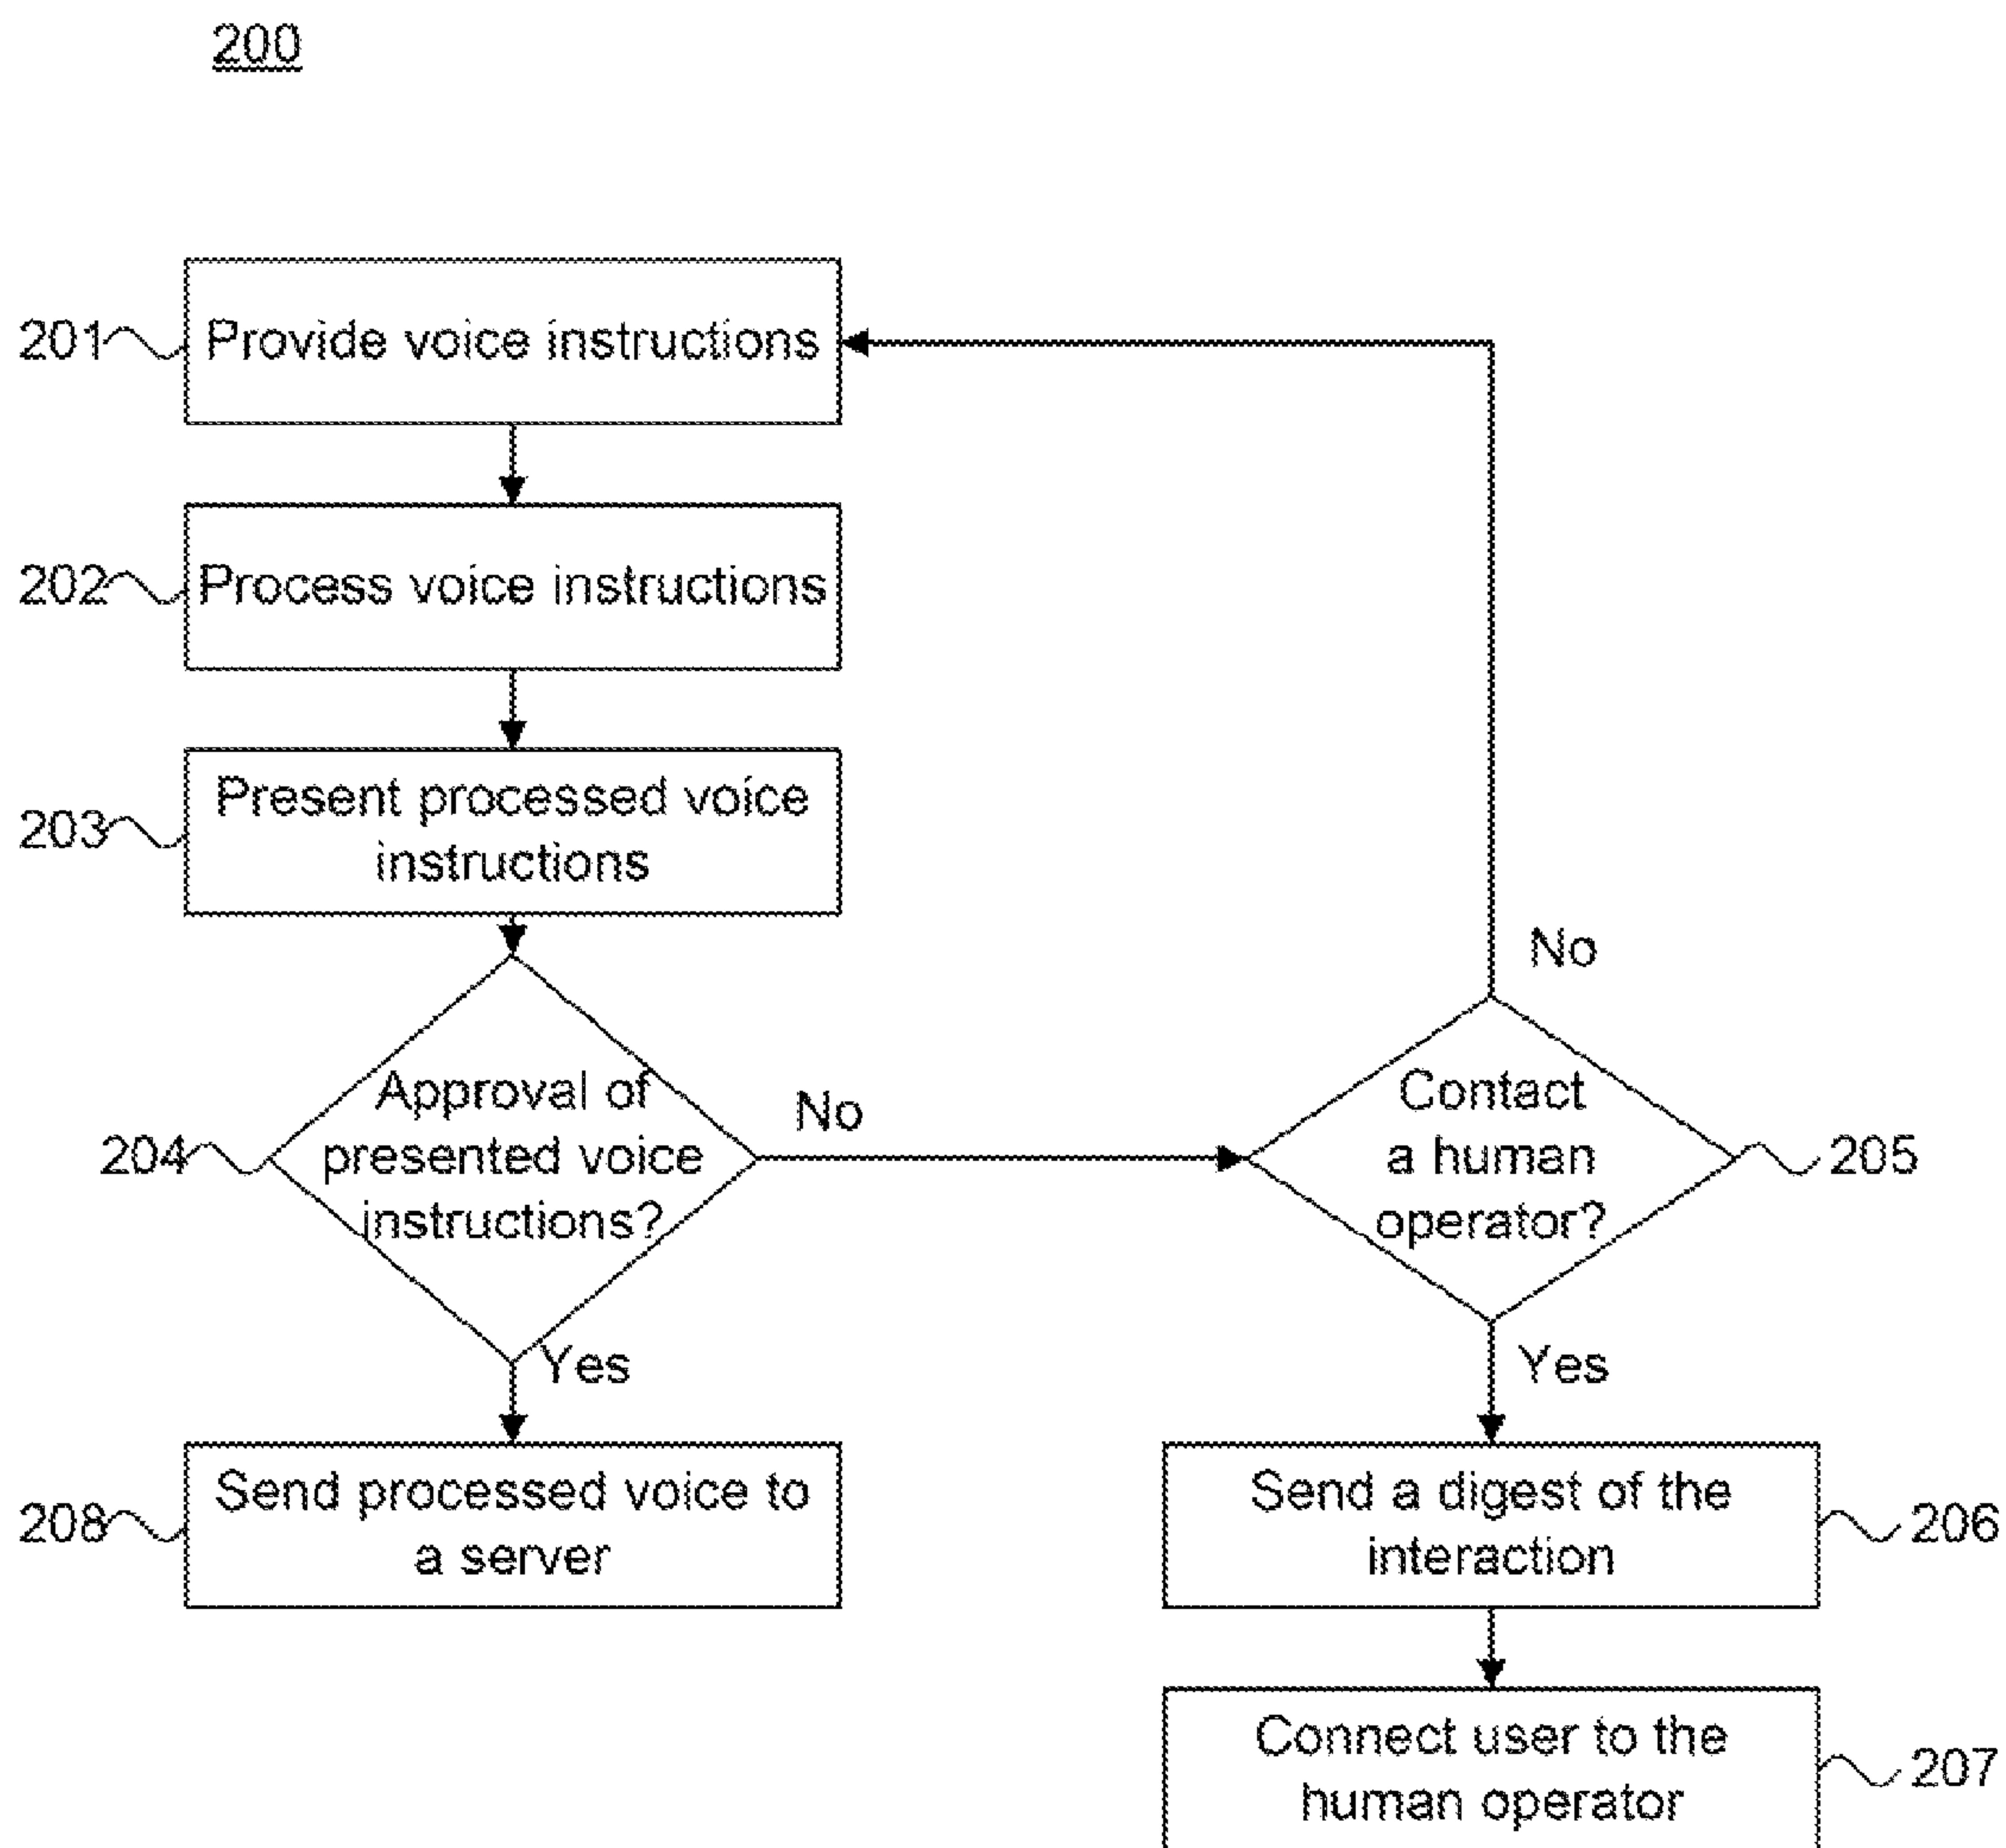 200
201
Provide voice instructions
202
Process voice instructions
203
Present processed voice
instructions
204
Approval of
presented voice
instructions?
No
Yes
205
Contact
a human
operator?
No
Yes
208
Send processed voice to
a server
206
Send a digest of the
interaction
207
Connect user to the
human operator